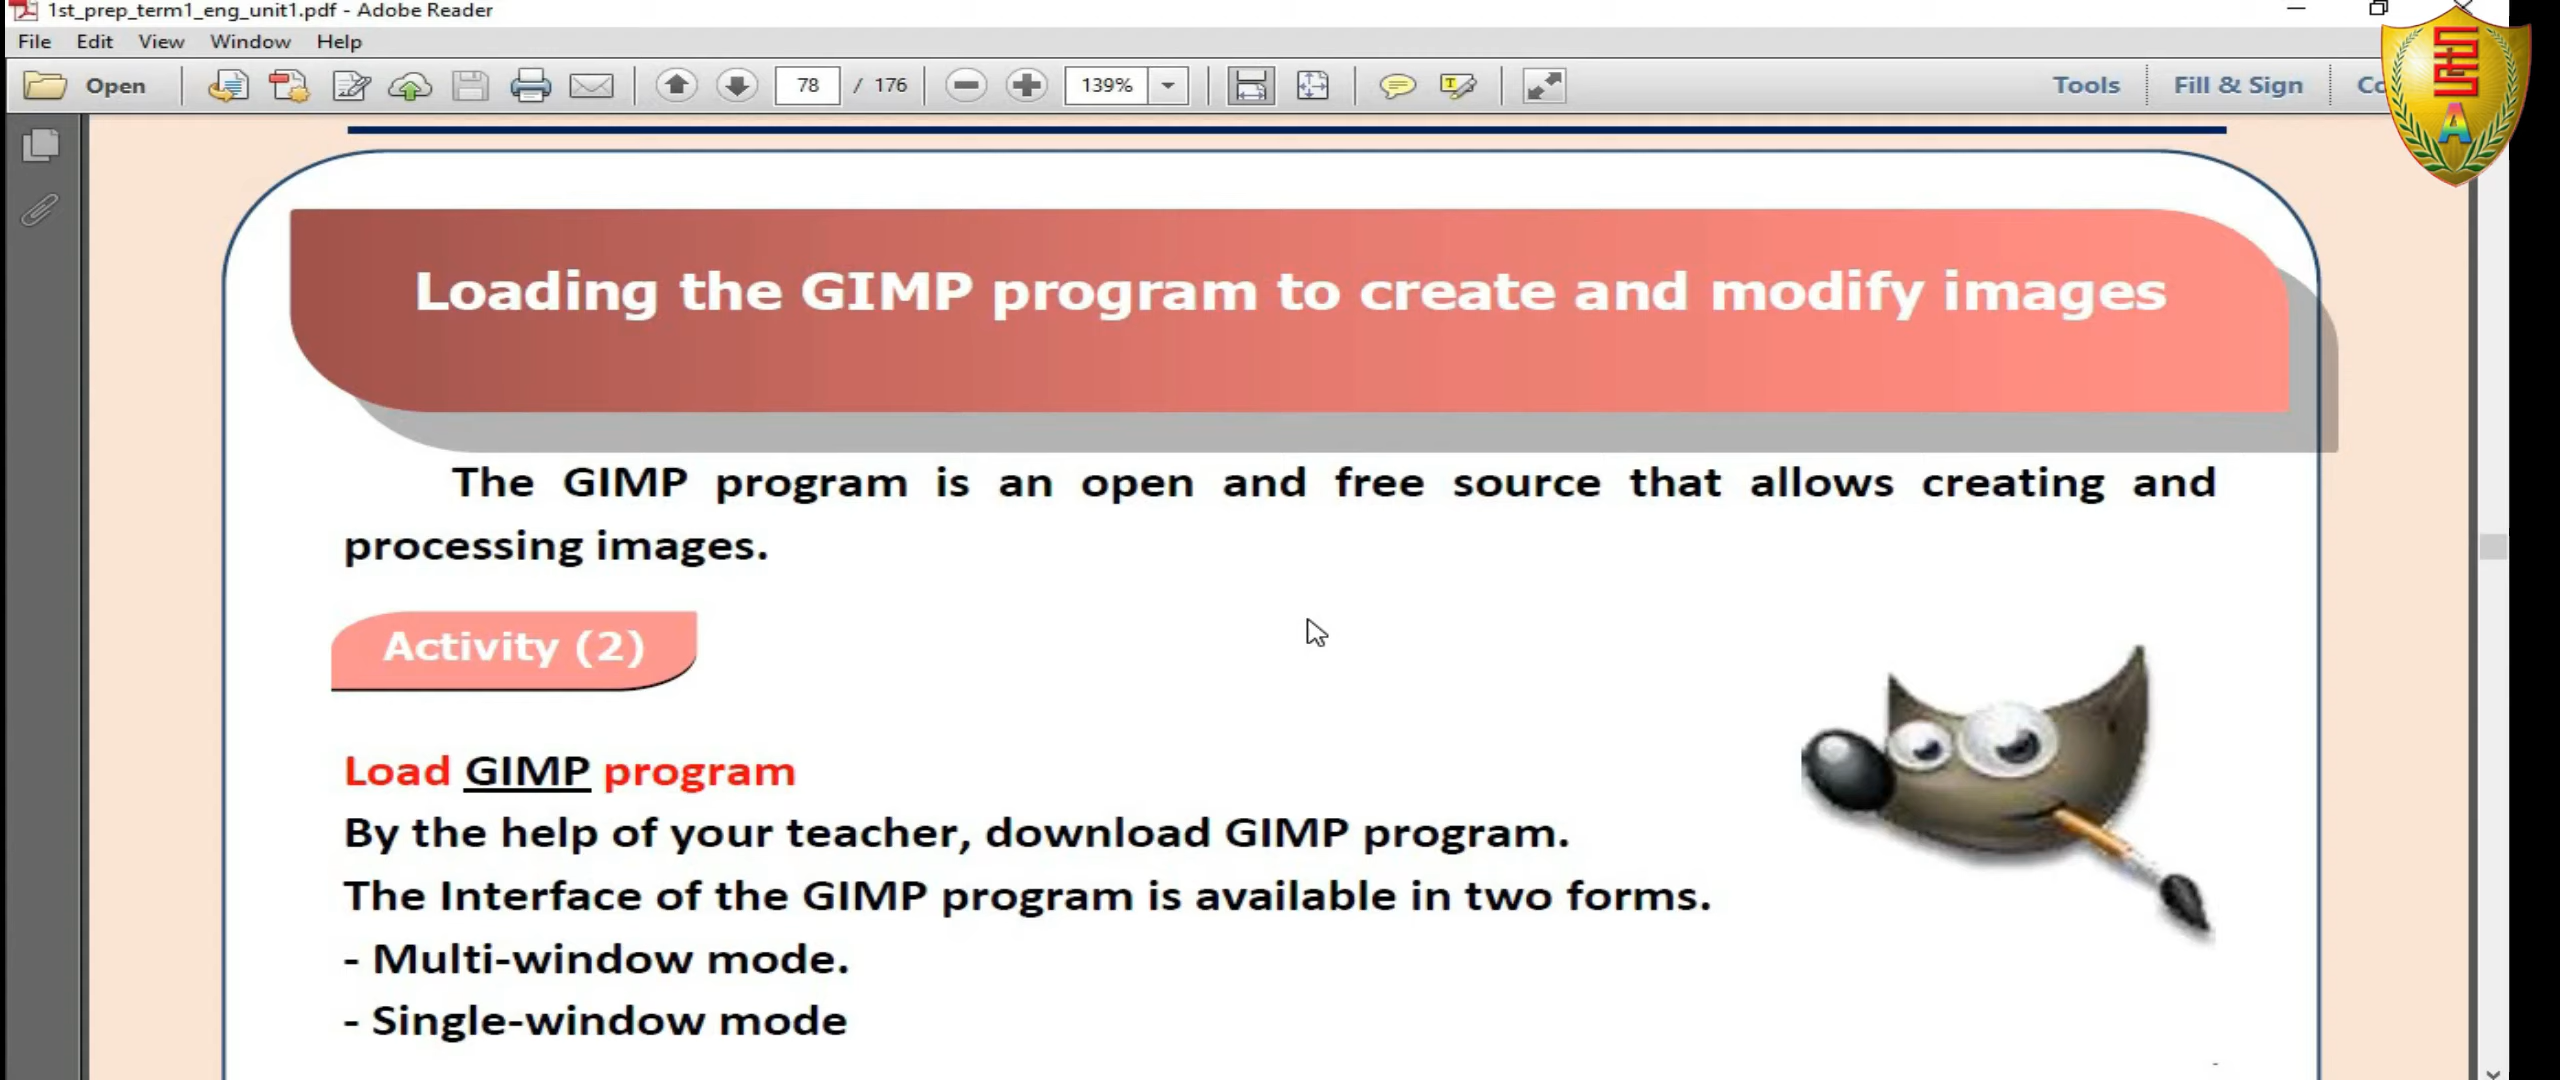 1st_prep_term1_eng_unit1.pdf - Adobe Reader
File Edit View Window Help
Open 78 / 176 139% Tools Fill & Sign
Loading the GIMP program to create and modify images
The GIMP program is an open and free source that allows creating and
processing images.
Activity (2)
Load GIMP program
By the help of your teacher, download GIMP program.
The Interface of the GIMP program is available in two forms.
- Multi-window mode.
- Single-window mode